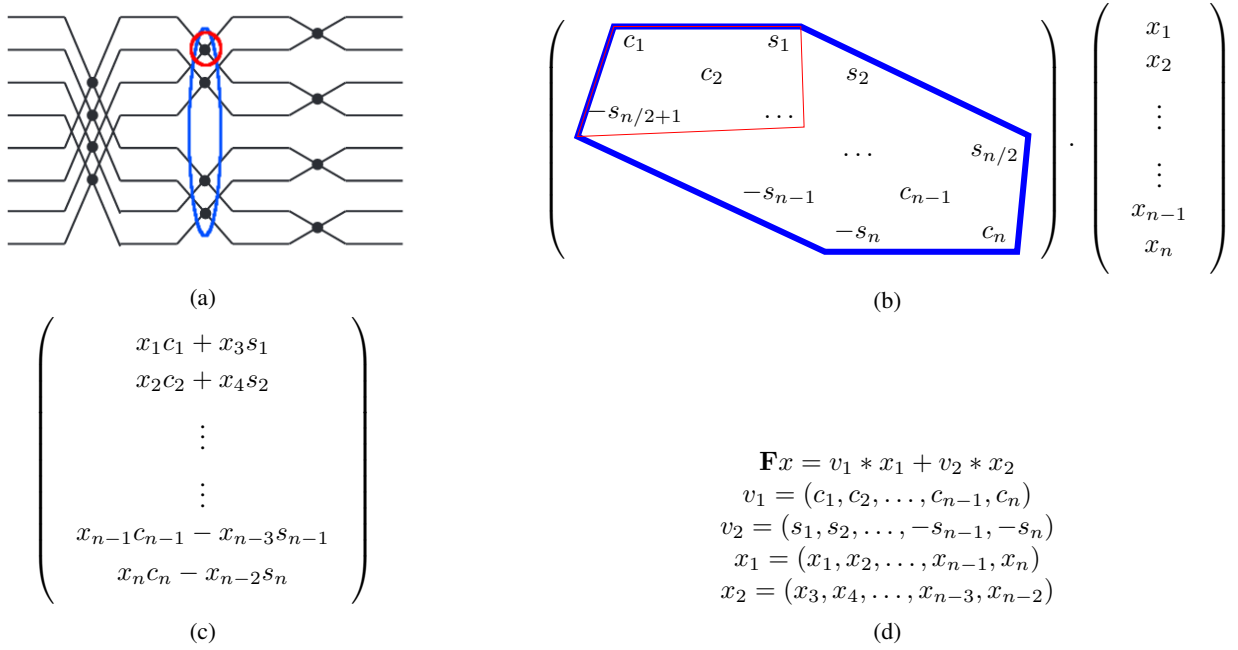 c_1 s_1
c_2 s_2
-s_{n/2+1} ...
... s_{n/2}
-s_{n-1} c_{n-1}
-s_n c_n
·
x_1
x_2
⋮
⋮
x_{n-1}
x_n
(a)
(b)
x_1c_1 + x_3s_1
x_2c_2 + x_4s_2
⋮
⋮
x_{n-1}c_{n-1} − x_{n-3}s_{n-1}
x_nc_n − x_{n-2}s_n
(c)
Fx = v_1 * x_1 + v_2 * x_2
v_1 = (c_1, c_2, ..., c_{n-1}, c_n)
v_2 = (s_1, s_2, ..., −s_{n-1}, −s_n)
x_1 = (x_1, x_2, ..., x_{n-1}, x_n)
x_2 = (x_3, x_4, ..., x_{n-3}, x_{n-2})
(d)